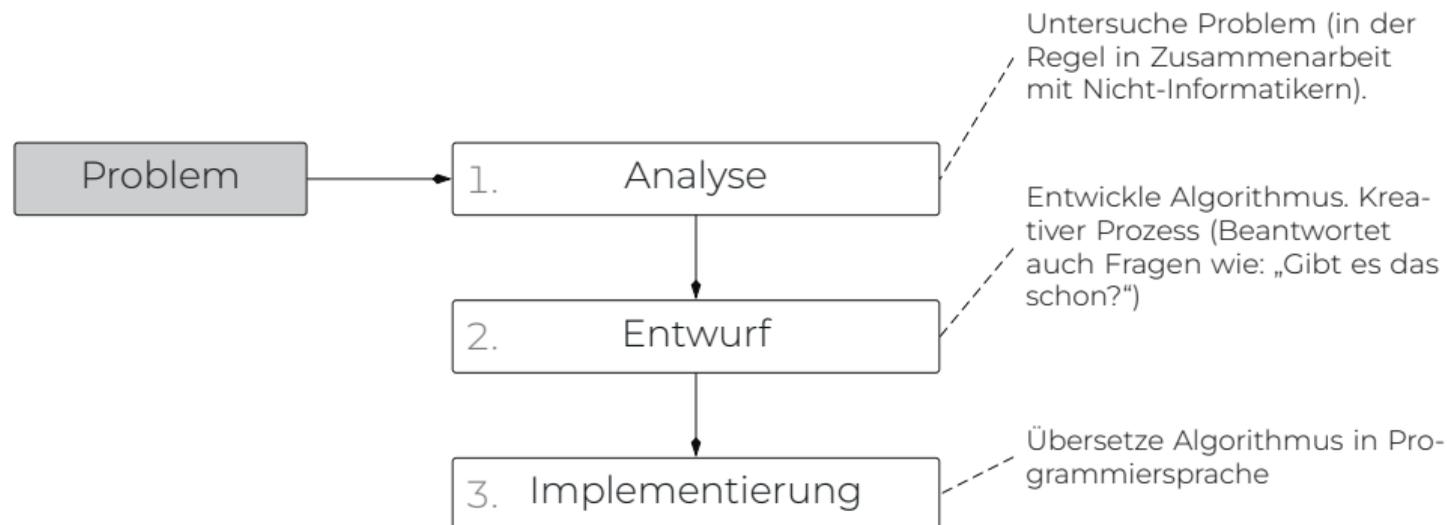 Untersuche Problem (in der
Regel in Zusammenarbeit
mit Nicht-Informatikern).
Problem
1. Analyse
Entwickle Algorithmus. Krea-
tiver Prozess (Beantwortet
auch Fragen wie: „Gibt es das
schon?“)
2. Entwurf
Übersetze Algorithmus in Pro-
grammiersprache
3. Implementierung